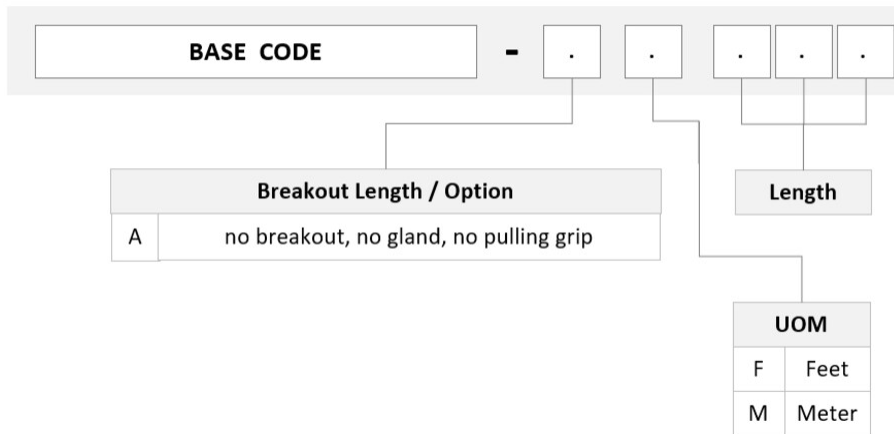 BASE CODE - . . . . .
Breakout Length / Option
A no breakout, no gland, no pulling grip
Length
UOM
F Feet
M Meter